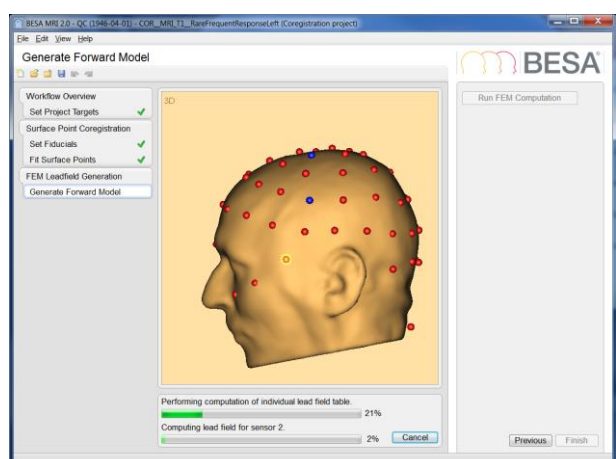 BESA MRI 2.0 - QC (1946-04-01) - COR__MRI_T1__RareFrequentResponseLeft (Coregistration project)
File Edit View Help
Generate Forward Model
BESA®
Workflow Overview
Set Project Targets
Surface Point Coregistration
Set Fiducials
Fit Surface Points
FEM Leadfield Generation
Generate Forward Model
3D
Run FEM Computation
Performing computation of individual lead field table.
21%
Computing lead field for sensor 2.
2% Cancel
Previous Finish